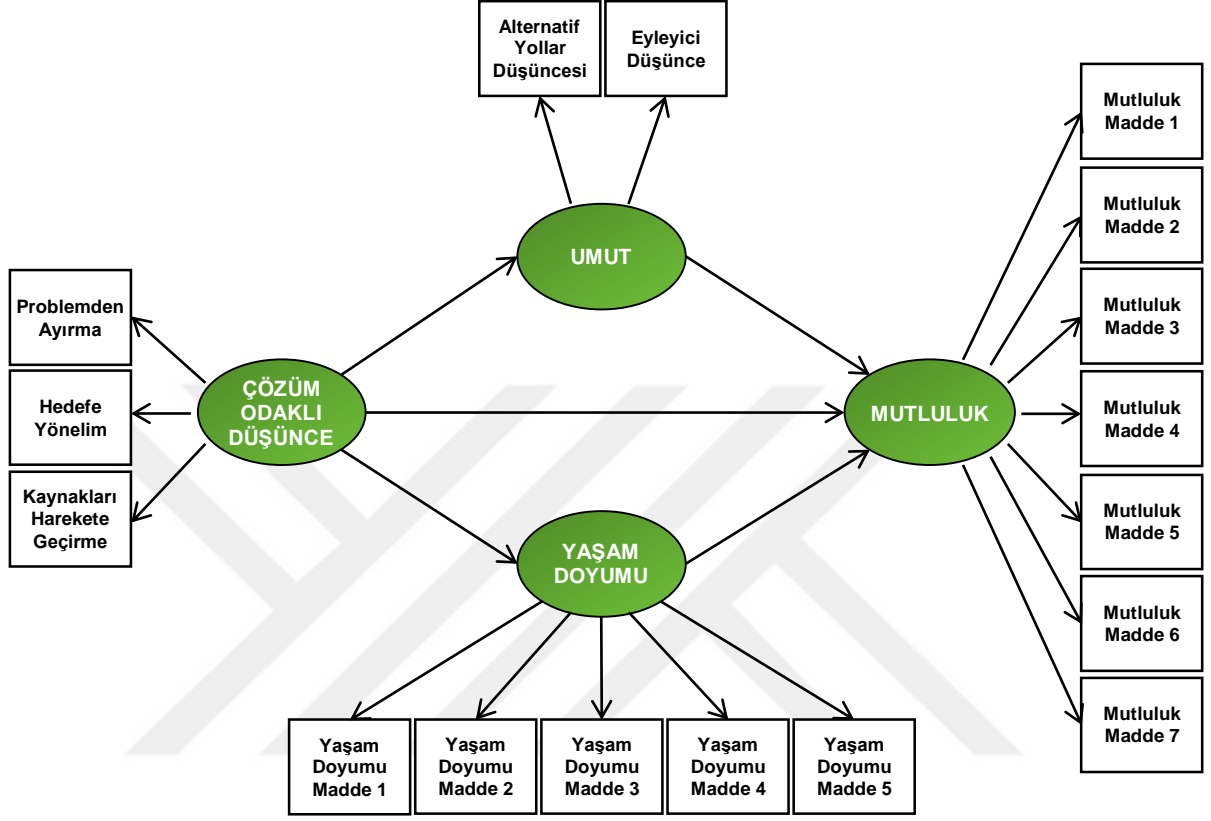 Alternatif
Yollar
Düşüncesi
Eyleyici
Düşünce
UMUT
Problemden
Ayırma
Hedefe
Yönelim
Kaynakları
Harekete
Geçirme
ÇÖZÜM
ODAKLI
DÜŞÜNCE
MUTLULUK
YAŞAM
DOYUMU
Mutluluk
Madde 1
Mutluluk
Madde 2
Mutluluk
Madde 3
Mutluluk
Madde 4
Mutluluk
Madde 5
Mutluluk
Madde 6
Mutluluk
Madde 7
Yaşam
Doyumu
Madde 1
Yaşam
Doyumu
Madde 2
Yaşam
Doyumu
Madde 3
Yaşam
Doyumu
Madde 4
Yaşam
Doyumu
Madde 5